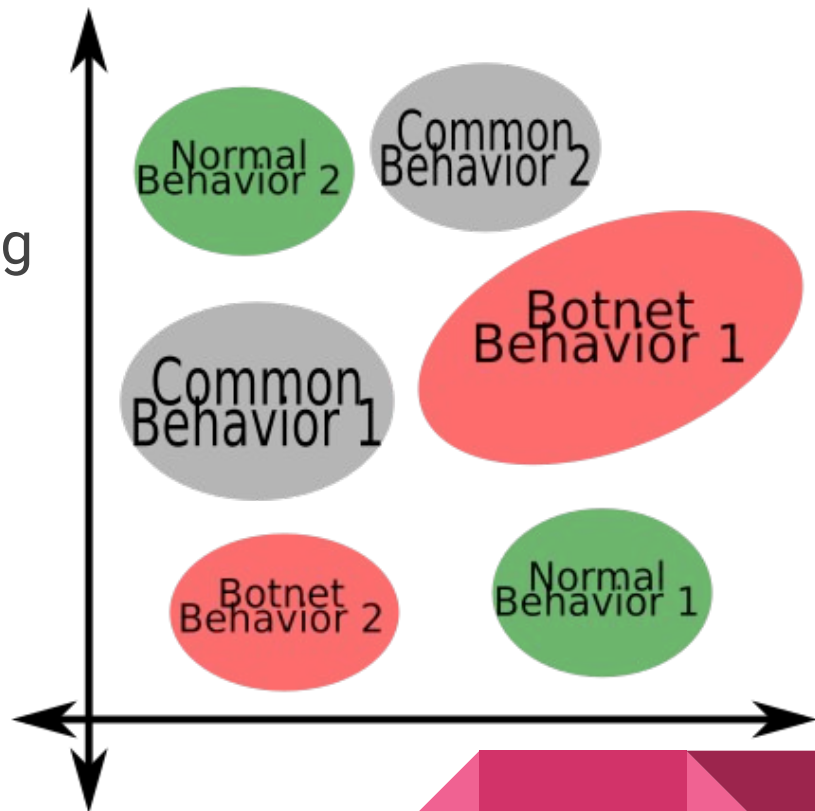 Normal
Behavior 2
Common
Behavior 2
g
Botnet
Behavior 1
Common
Behavior 1
Botnet
Behavior 2
Normal
Behavior 1